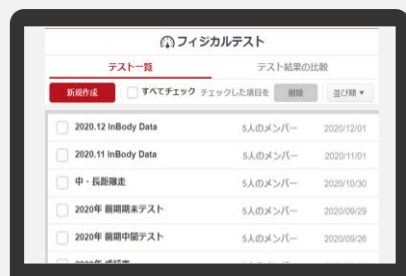 フィジカルテスト
テスト一覧 テスト結果の比較
新規作成 すべてチェック チェックした項目を 削除 並び順▼
2020.12 InBody Data 5人のメンバー 2020/12/01
2020.11 InBody Data 5人のメンバー 2020/11/01
中・長距離走 5人のメンバー 2020/10/30
2020年 前期期末テスト 5人のメンバー 2020/09/29
2020年 前期中間テスト 5人のメンバー 2020/09/26